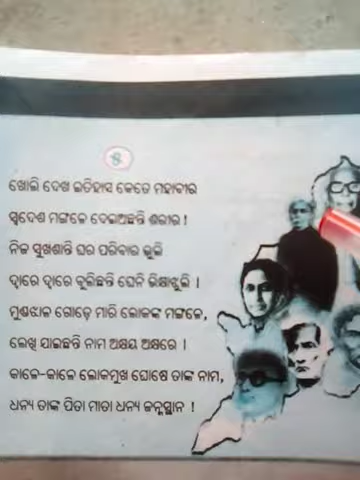 ୫
ଖୋଲି ଦେଖ ଇତିହାସ କେତେ ମହାବୀର
ସ୍ଵଦେଶ ମଙ୍ଗଳେ ଦେଇଅଛନ୍ତି ଶରୀର !
ନିଜ ସୁଖଶାନ୍ତି ଘର ପରିବାର ଭୁଲି
ଦ୍ଵାରେ ଦ୍ଵାରେ ବୁଲିଛନ୍ତି ଘେନି ଭିକ୍ଷାଝୁଲି ।
ମୁଣ୍ଡଝାଳ ଗୋଡ଼େ ମାରି ଲୋକଙ୍କ ମଙ୍ଗଳେ,
ଲେଖି ଯାଇଛନ୍ତି ନାମ ଅକ୍ଷୟ ଅକ୍ଷରେ ।
କାଳେ-କାଳେ ଲୋକମୁଖ ଘୋଷେ ତାଙ୍କ ନାମ,
ଧନ୍ୟ ତାଙ୍କ ପିତା ମାତା ଧନ୍ୟ ଜନ୍ମସ୍ଥାନ !